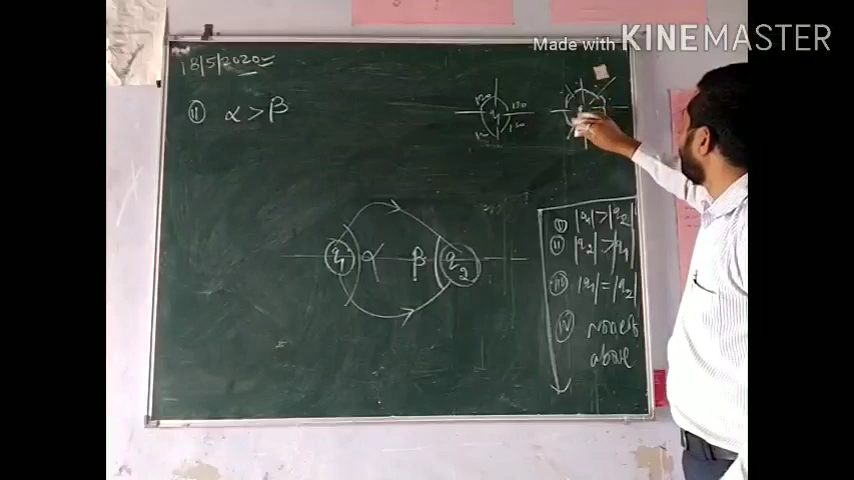 Made with KINEMASTER
18/5/2020
(ii) α > β
q1 α β q2
(i) |q1| > |q2|
(ii) |q2| > |q1|
(iii) |q1| = |q2|
(iv) none of
above